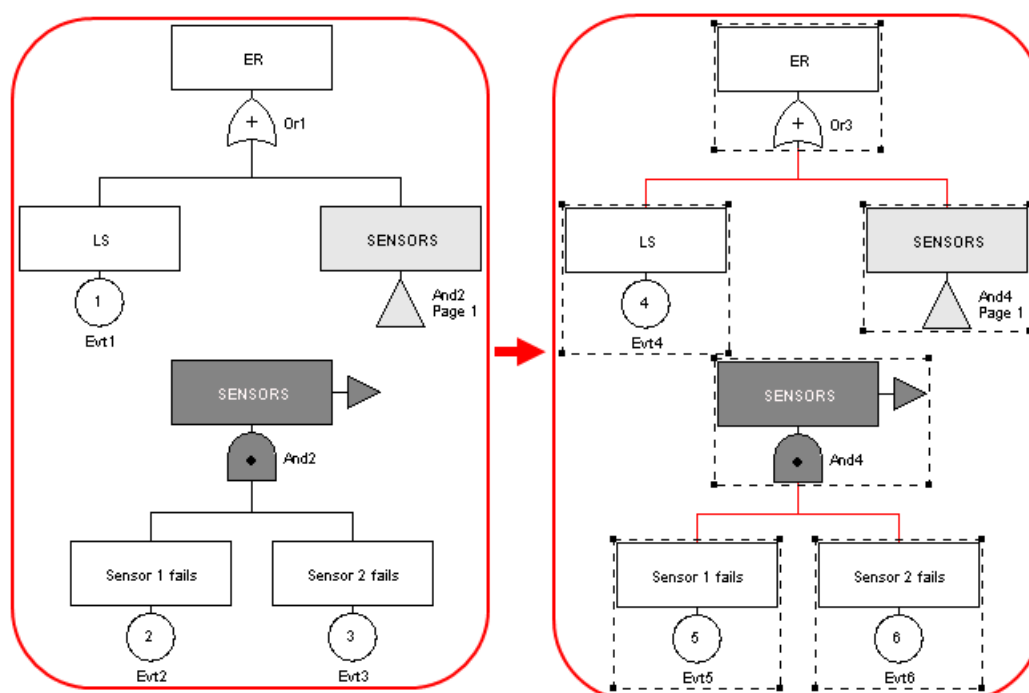 ER
+
Or1
LS
SENSORS
1
And2
Page 1
Evt1
SENSORS
And2
Sensor 1 fails
Sensor 2 fails
2
3
Evt2
Evt3
ER
+
Or3
LS
SENSORS
4
And4
Page 1
Evt4
SENSORS
And4
Sensor 1 fails
Sensor 2 fails
5
6
Evt5
Evt6